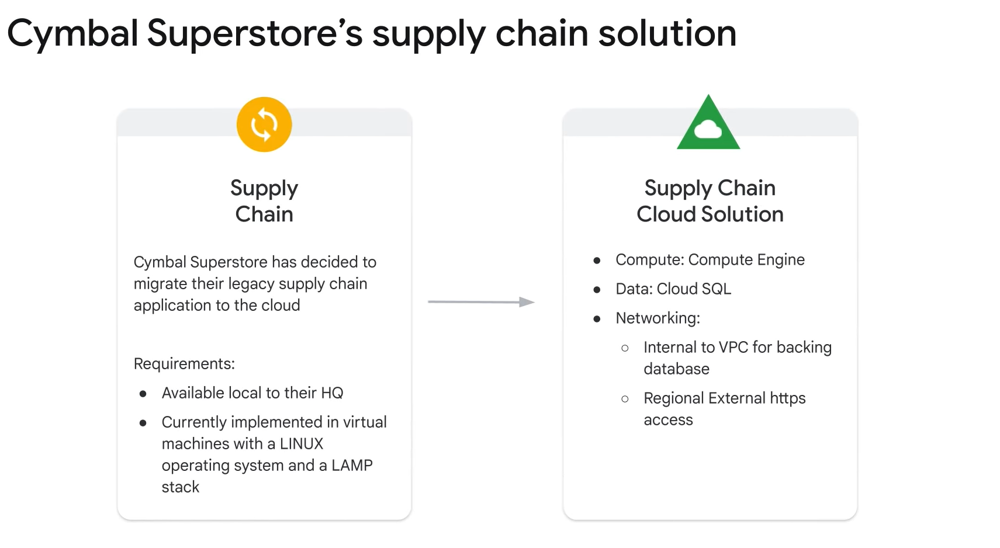 Cymbal Superstore’s supply chain solution
Supply
Chain
Cymbal Superstore has decided to
migrate their legacy supply chain
application to the cloud
Requirements:
● Available local to their HQ
● Currently implemented in virtual
machines with a LINUX
operating system and a LAMP
stack
Supply Chain
Cloud Solution
● Compute: Compute Engine
● Data: Cloud SQL
● Networking:
○ Internal to VPC for backing
database
○ Regional External https
access